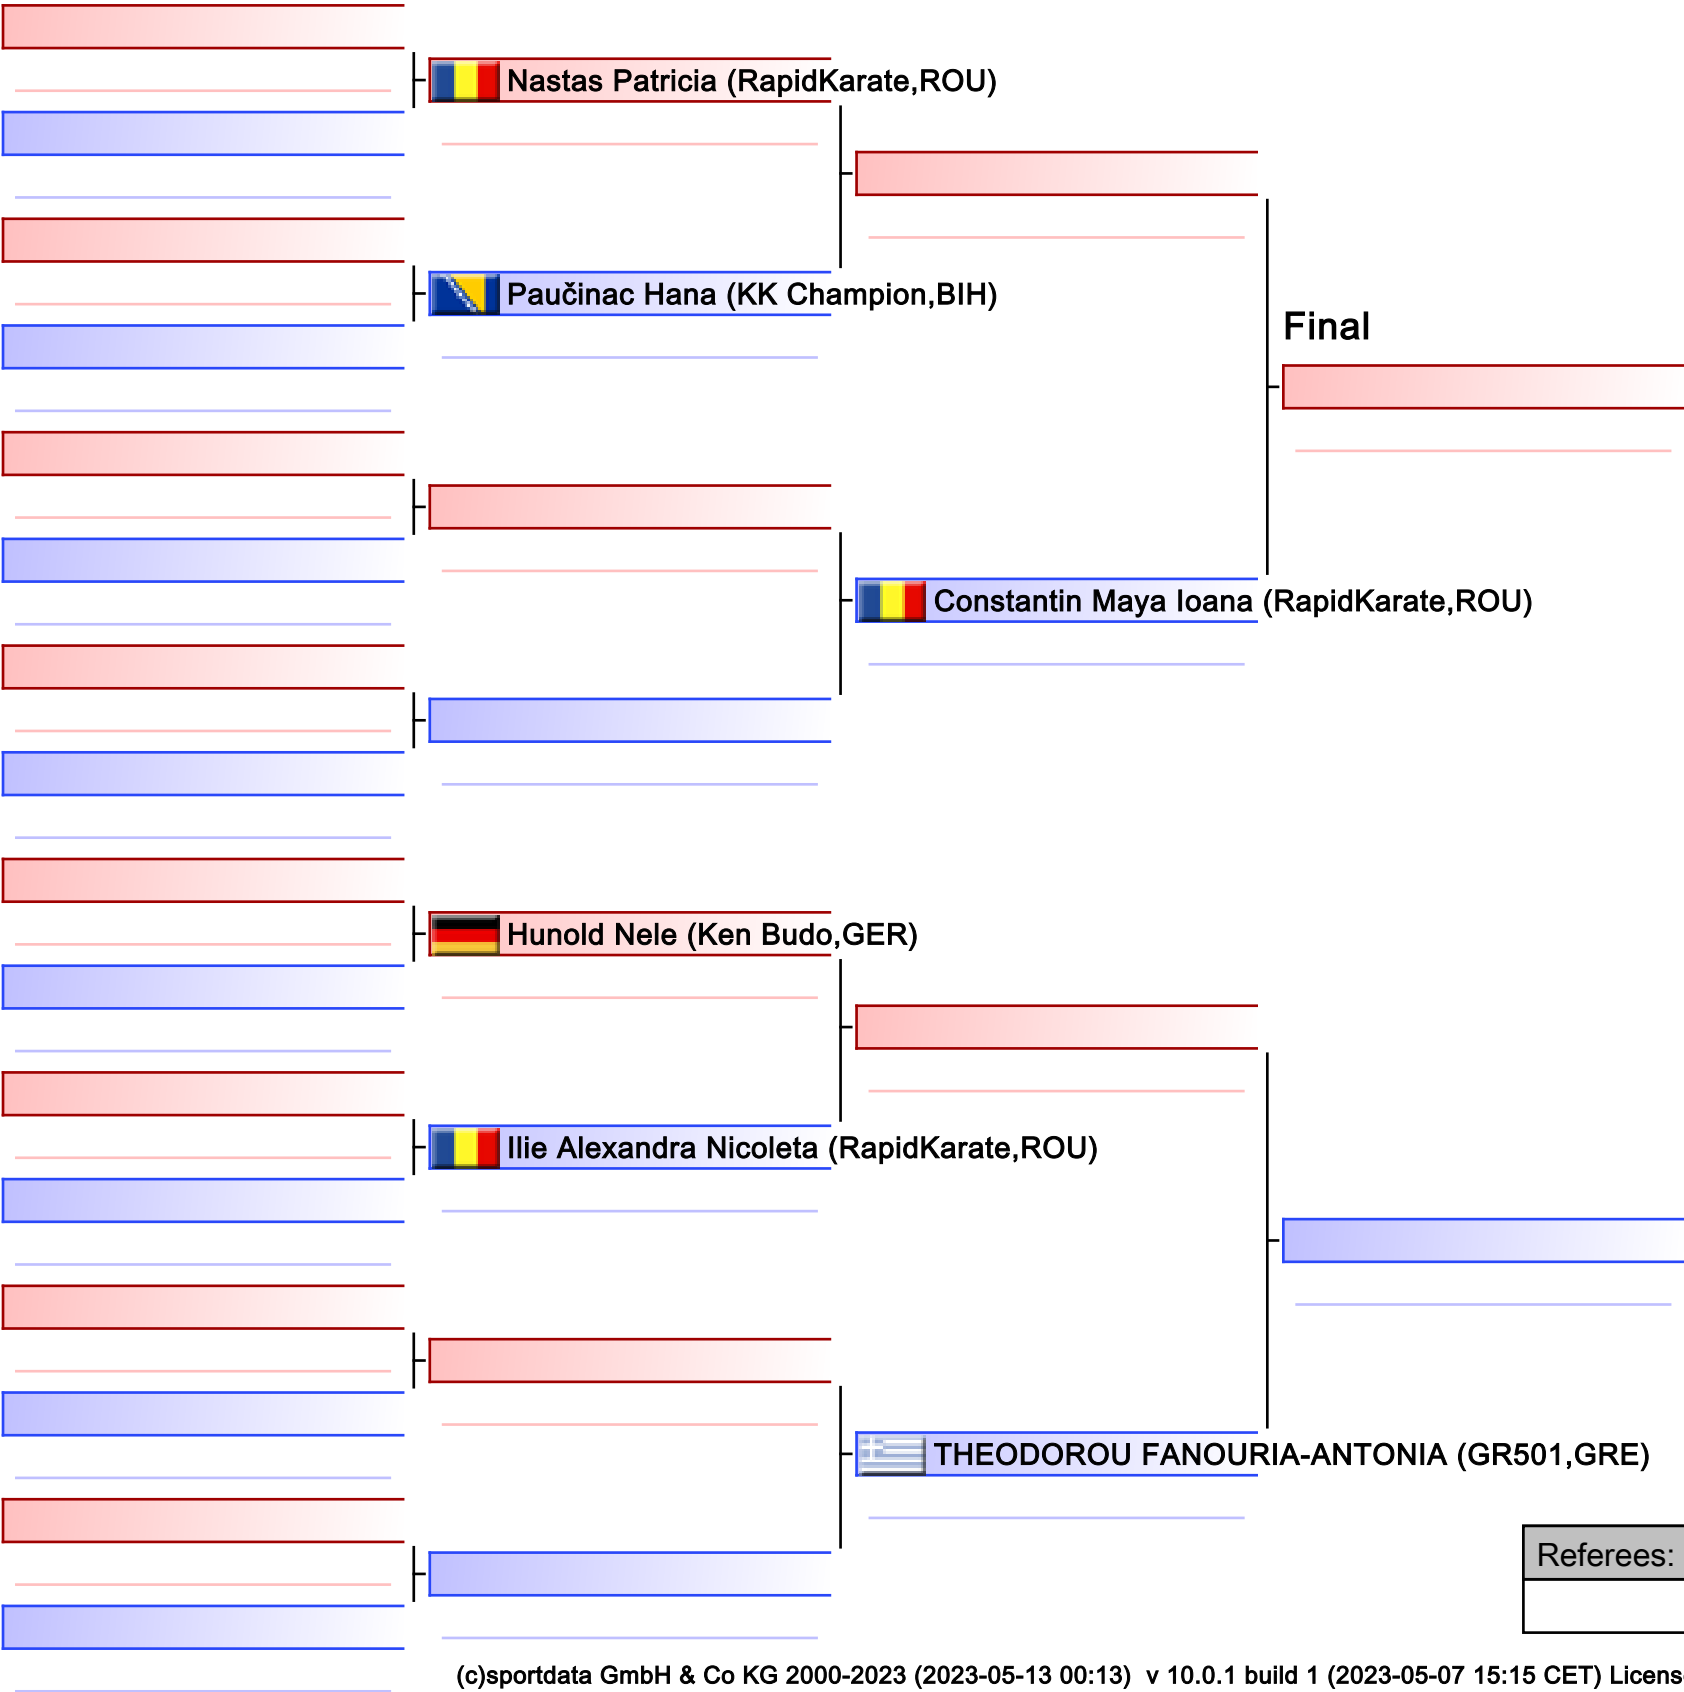 Nastas Patricia (RapidKarate,ROU)
Paučinac Hana (KK Champion,BIH)
Final
Constantin Maya Ioana (RapidKarate,ROU)
Hunold Nele (Ken Budo,GER)
Ilie Alexandra Nicoleta (RapidKarate,ROU)
THEODOROU FANOURIA-ANTONIA (GR501,GRE)
Referees:
(c)sportdata GmbH & Co KG 2000-2023 (2023-05-13 00:13) v 10.0.1 build 1 (2023-05-07 15:15 CET) Licens